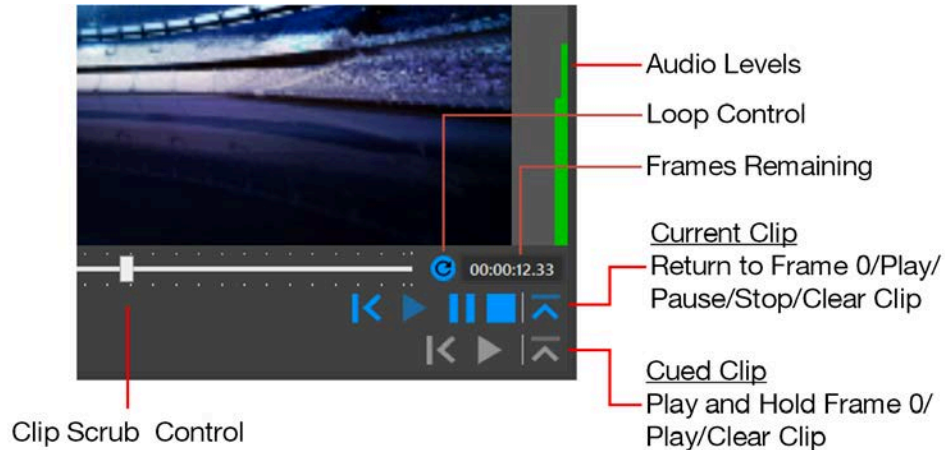 Audio Levels
Loop Control
Frames Remaining
Current Clip
Return to Frame 0/Play/
Pause/Stop/Clear Clip
00:00:12.33
Cued Clip
Play and Hold Frame 0/
Play/Clear Clip
Clip Scrub Control